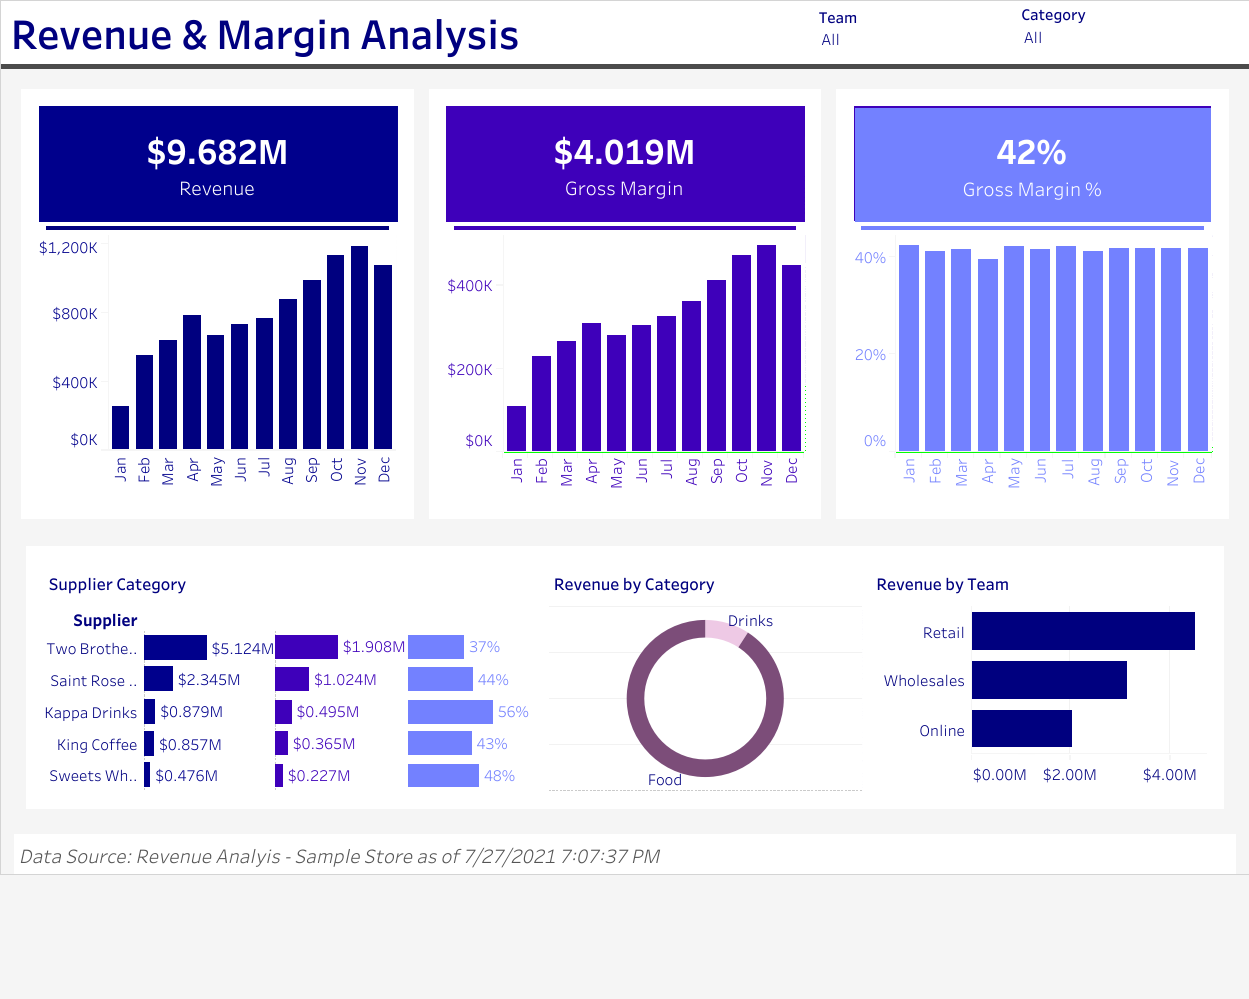 Revenue & Margin Analysis
Team
All
Category
All
$9.682M
Revenue
$4.019M
Gross Margin
42%
Gross Margin %
$1,200K
$800K
$400K
$0K
Jan Feb Mar Apr May Jun Jul Aug Sep Oct Nov Dec
$400K
$200K
$0K
Jan Feb Mar Apr May Jun Jul Aug Sep Oct Nov Dec
40%
20%
0%
Jan Feb Mar Apr May Jun Jul Aug Sep Oct Nov Dec
Supplier Category
Supplier
Two Brothe.. $5.124M $1.908M 37%
Saint Rose .. $2.345M $1.024M 44%
Kappa Drinks $0.879M $0.495M 56%
King Coffee $0.857M $0.365M 43%
Sweets Wh.. $0.476M $0.227M 48%
Revenue by Category
Drinks
Food
Revenue by Team
Retail
Wholesales
Online
$0.00M $2.00M $4.00M
Data Source: Revenue Analyis - Sample Store as of 7/27/2021 7:07:37 PM